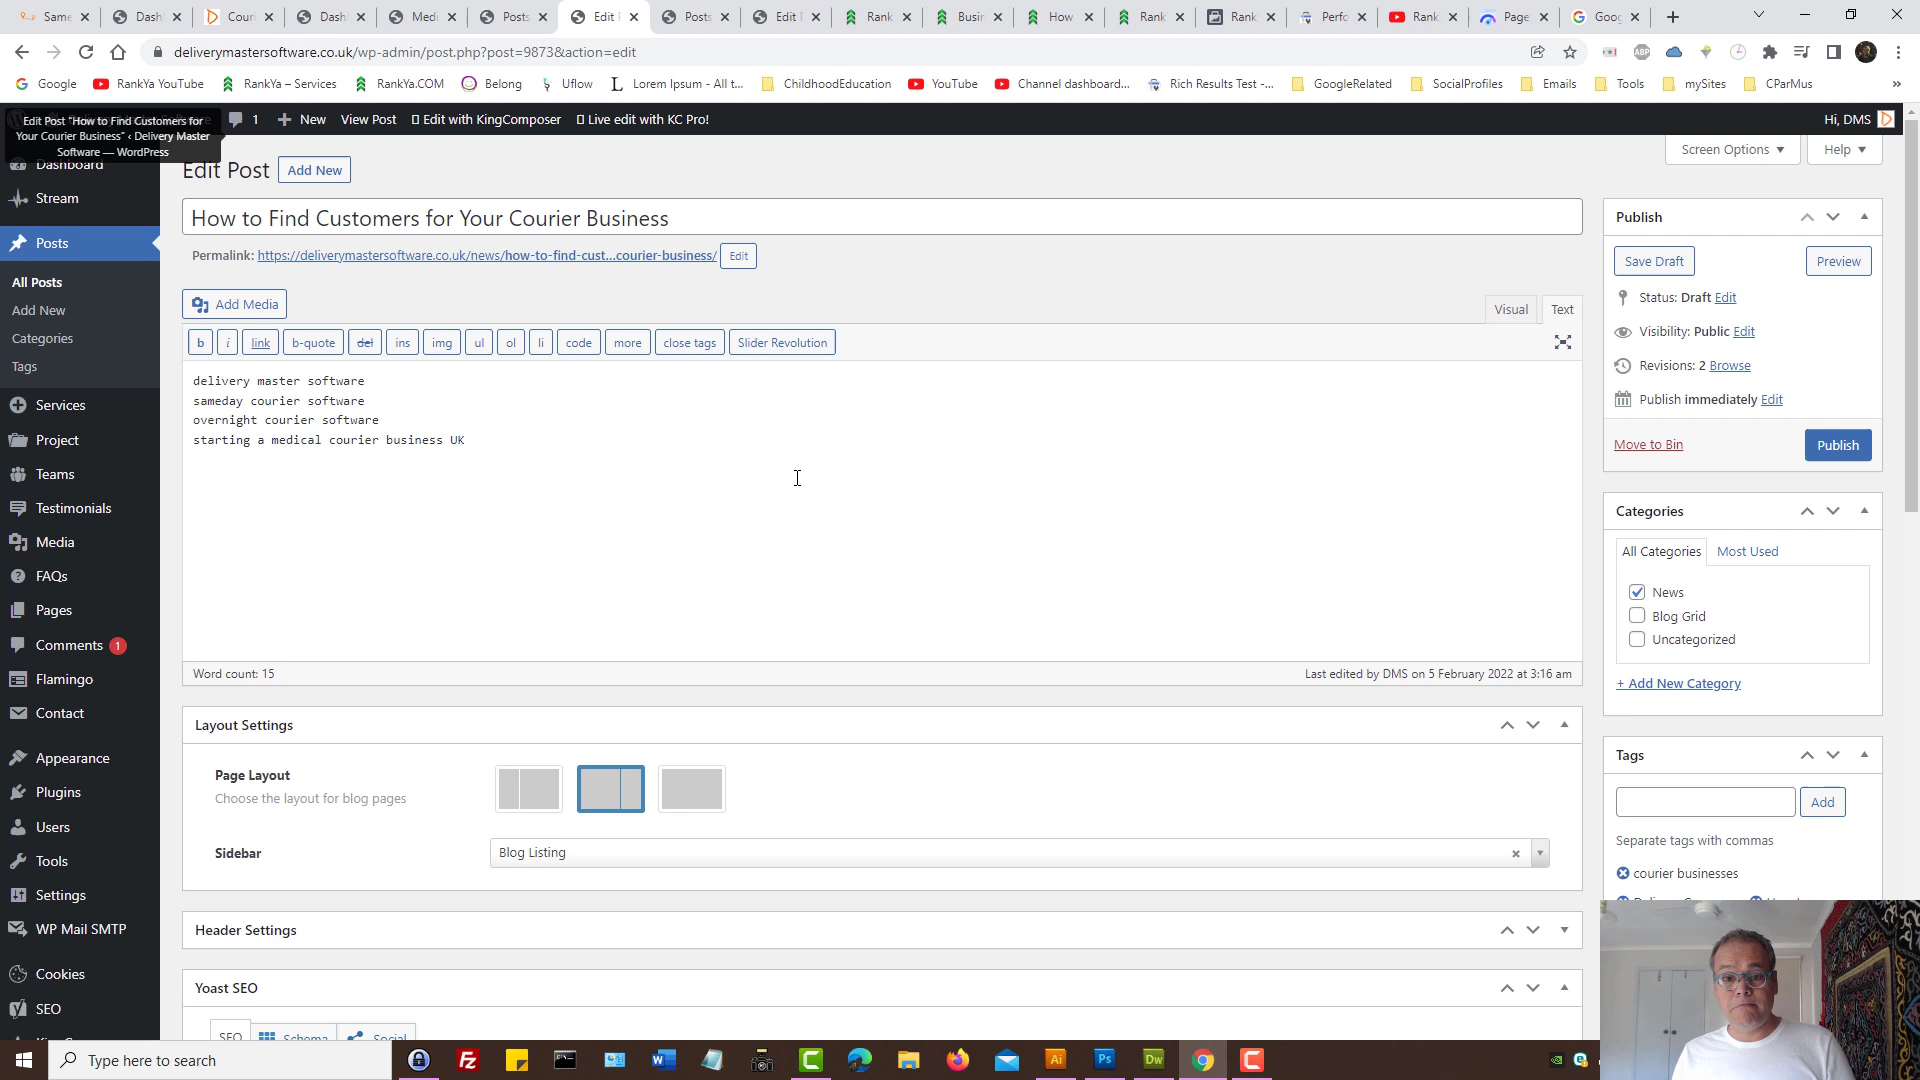 Same
Dash
Couri
Dash
Medi
Posts
Edit P
Posts
Edit P
Rank
Busin
How
Rank
Rank
Perfo
Rank
Page
Goog
deliverymastersoftware.co.uk/wp-admin/post.php?post=9873&action=edit
Google
RankYa YouTube
RankYa – Services
RankYa.COM
Belong
Uflow
Lorem Ipsum - All t...
ChildhoodEducation
YouTube
Channel dashboard...
Rich Results Test -...
GoogleRelated
SocialProfiles
Emails
Tools
mySites
CParMus
»
Edit Post "How to Find Customers for
Your Courier Business" ‹ Delivery Master
Software — WordPress
1
New
View Post
Edit with KingComposer
Live edit with KC Pro!
Hi, DMS
Screen Options
Help
Dashboard
Stream
Posts
All Posts
Add New
Categories
Tags
Services
Project
Teams
Testimonials
Media
FAQs
Pages
Comments 1
Flamingo
Contact
Appearance
Plugins
Users
Tools
Settings
WP Mail SMTP
Cookies
SEO
Edit Post
Add New
How to Find Customers for Your Courier Business
Permalink: https://deliverymastersoftware.co.uk/news/how-to-find-cust...courier-business/ Edit
Add Media
Visual
Text
b
i
link
b-quote
del
ins
img
ul
ol
li
code
more
close tags
Slider Revolution
delivery master software
sameday courier software
overnight courier software
starting a medical courier business UK
Word count: 15
Last edited by DMS on 5 February 2022 at 3:16 am
Layout Settings
Page Layout
Choose the layout for blog pages
Sidebar
Blog Listing
Header Settings
Yoast SEO
SEO
Schema
Social
Publish
Save Draft
Preview
Status: Draft Edit
Visibility: Public Edit
Revisions: 2 Browse
Publish immediately Edit
Move to Bin
Publish
Categories
All Categories
Most Used
News
Blog Grid
Uncategorized
+ Add New Category
Tags
Add
Separate tags with commas
courier businesses
Type here to search